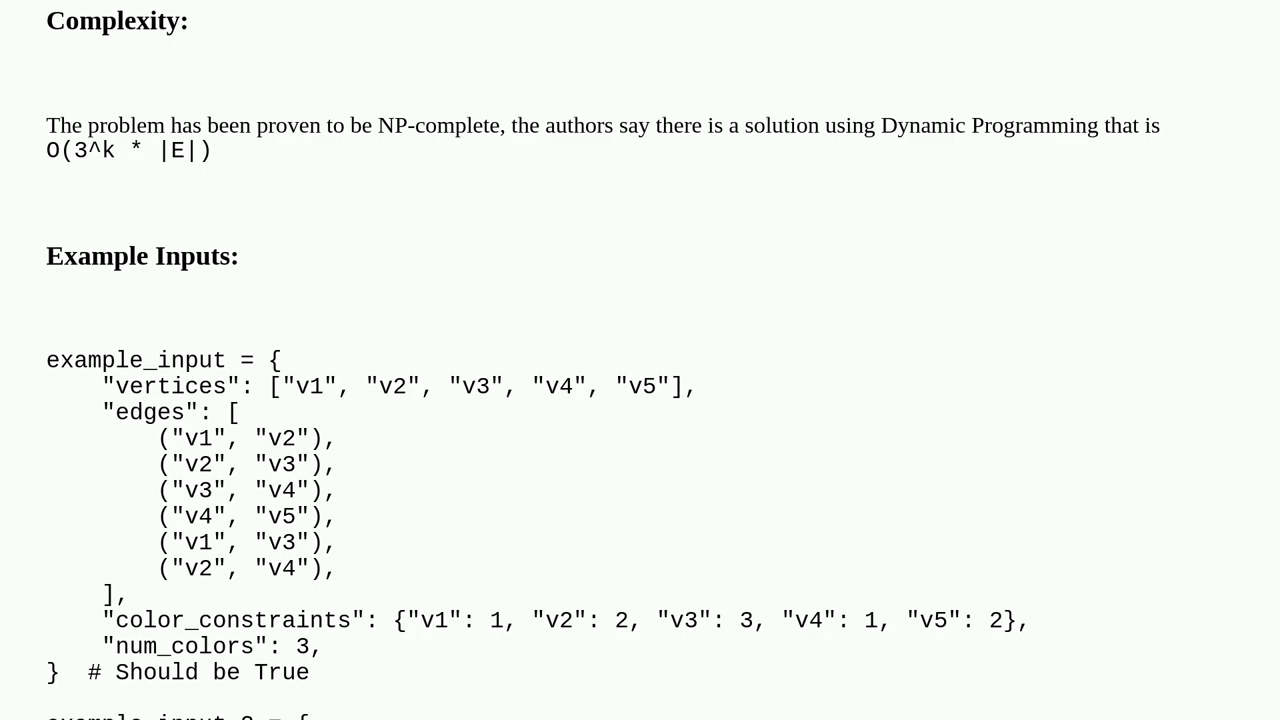 Complexity:
The problem has been proven to be NP-complete, the authors say there is a solution using Dynamic Programming that is
O(3^k * |E|)
Example Inputs:
example_input = {
    "vertices": ["v1", "v2", "v3", "v4", "v5"],
    "edges": [
        ("v1", "v2"),
        ("v2", "v3"),
        ("v3", "v4"),
        ("v4", "v5"),
        ("v1", "v3"),
        ("v2", "v4"),
    ],
    "color_constraints": {"v1": 1, "v2": 2, "v3": 3, "v4": 1, "v5": 2},
    "num_colors": 3,
}  # Should be True